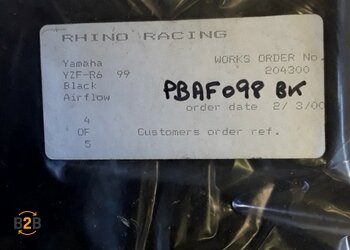 RHINO RACING
Yamaha WORKS ORDER No.
YZF-R6 99 204300
Black
Airflow PBAF098 BK
order date 2/ 3/00
4
OF Customers order ref.
5
B2B